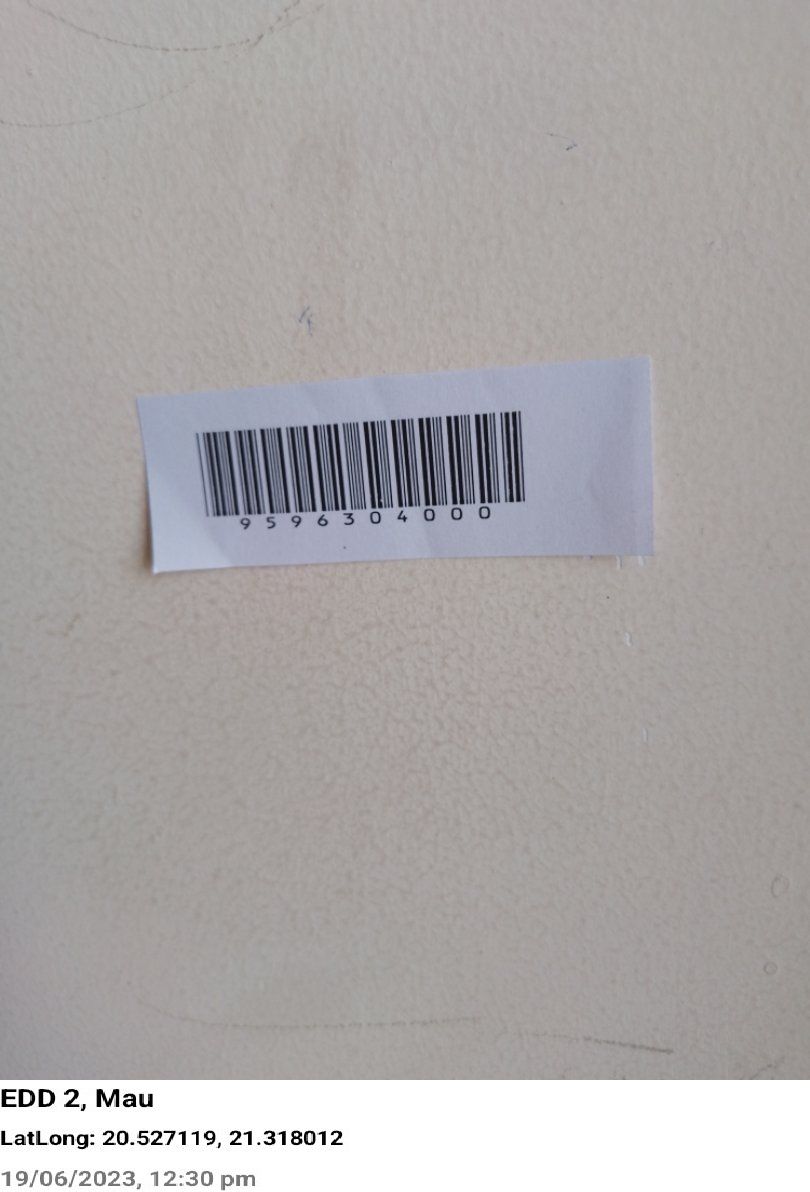 9596304000
EDD 2, Mau
LatLong: 20.527119, 21.318012
19/06/2023, 12:30 pm